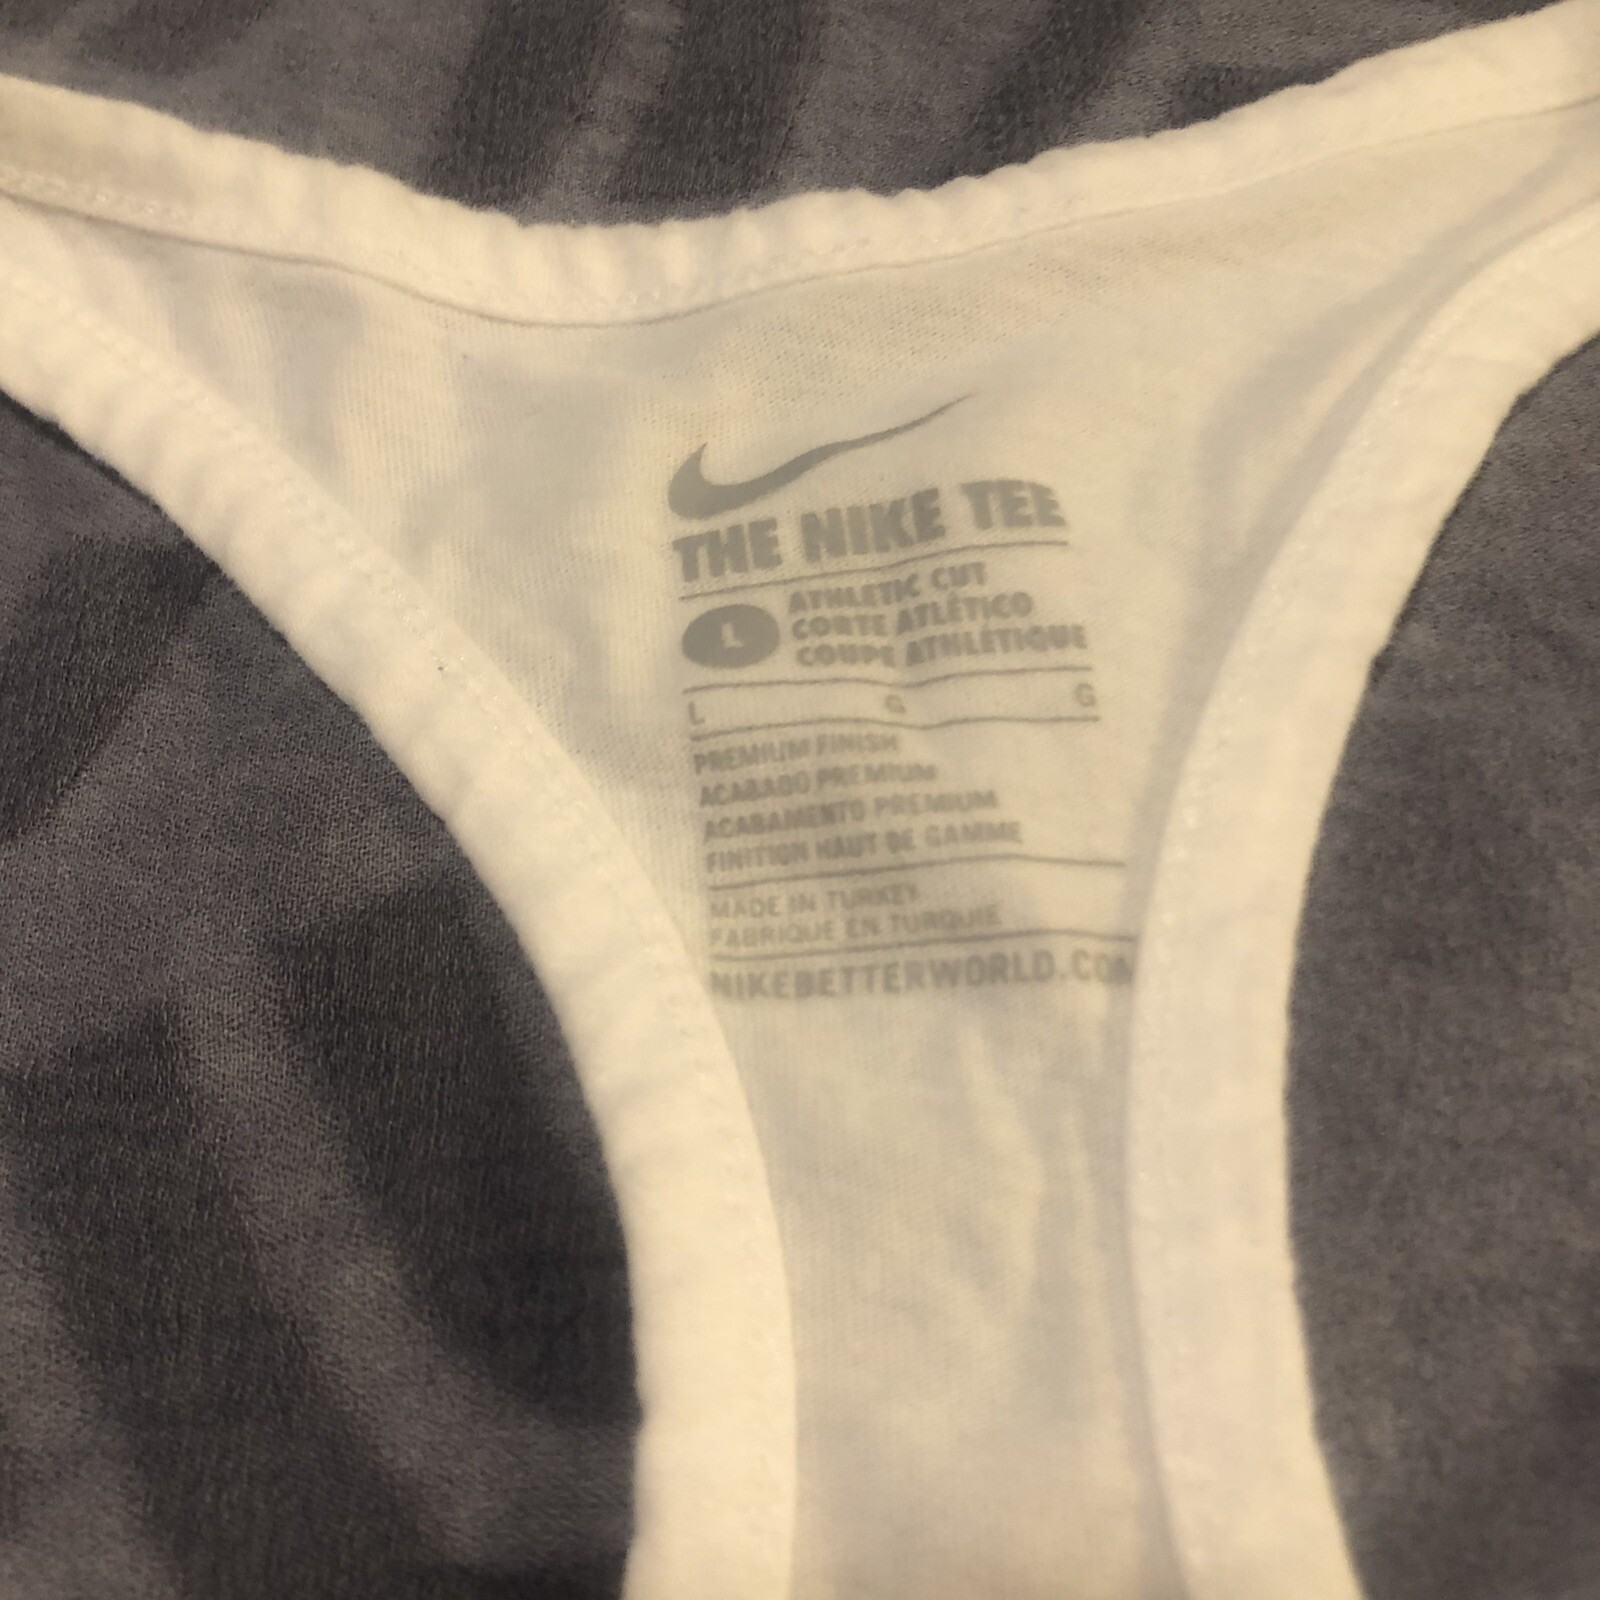 THE NIKE TEE
L
ATHLETIC CUT
CORTE ATLÉTICO
COUPE ATHLÉTIQUE
L G G
PREMIUM FINISH
ACABADO PREMIUM
ACABAMENTO PREMIUM
FINITION HAUT DE GAMME
MADE IN TURKEY
FABRIQUE EN TURQUIE
NIKEBETTERWORLD.COM